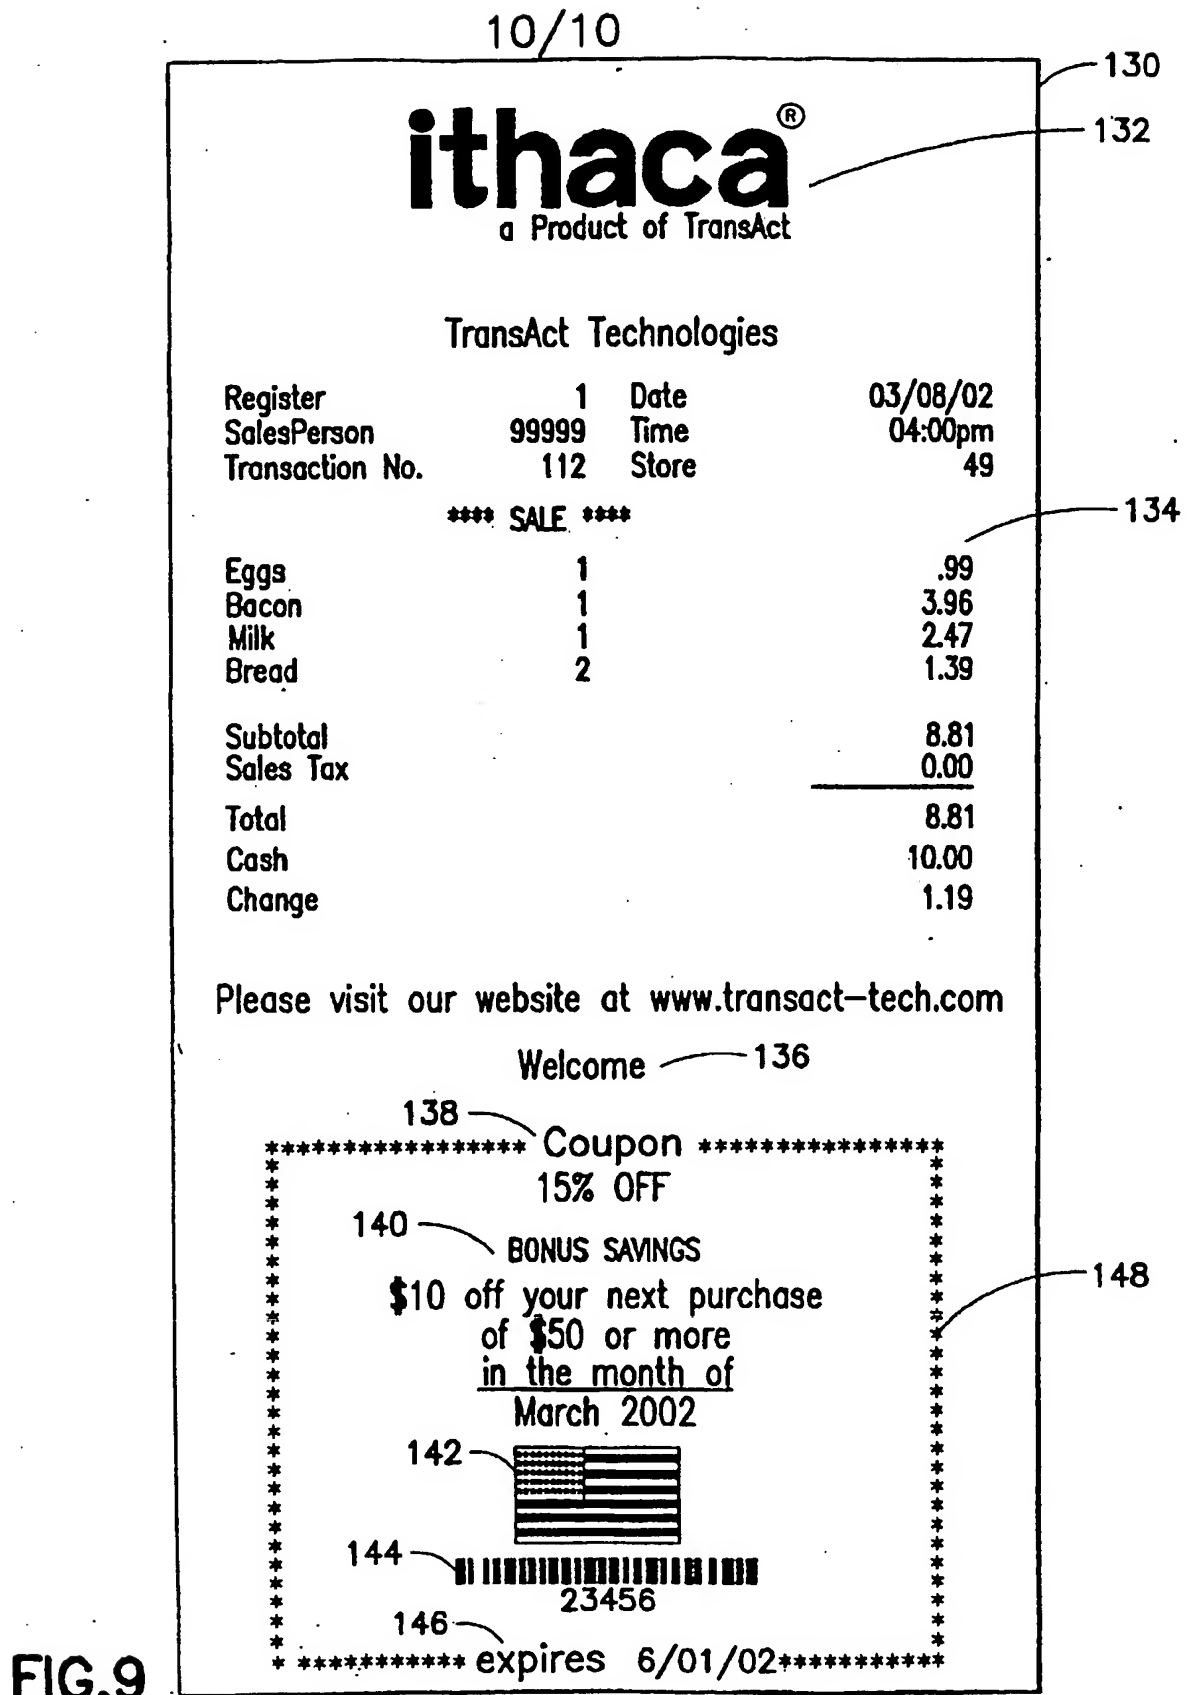 10/10
130
ithaca®
132
a Product of TransAct
TransAct Technologies
Register 1 Date 03/08/02
SalesPerson 99999 Time 04:00pm
Transaction No. 112 Store 49
**** SALE ****
134
Eggs 1 .99
Bacon 1 3.96
Milk 1 2.47
Bread 2 1.39
Subtotal 8.81
Sales Tax 0.00
Total 8.81
Cash 10.00
Change 1.19
Please visit our website at www.transact-tech.com
Welcome 136
138
***************** Coupon ****************
15% OFF
140
BONUS SAVINGS
$10 off your next purchase
148
of $50 or more
in the month of
March 2002
142
144
23456
146
* *********** expires 6/01/02***********
FIG.9